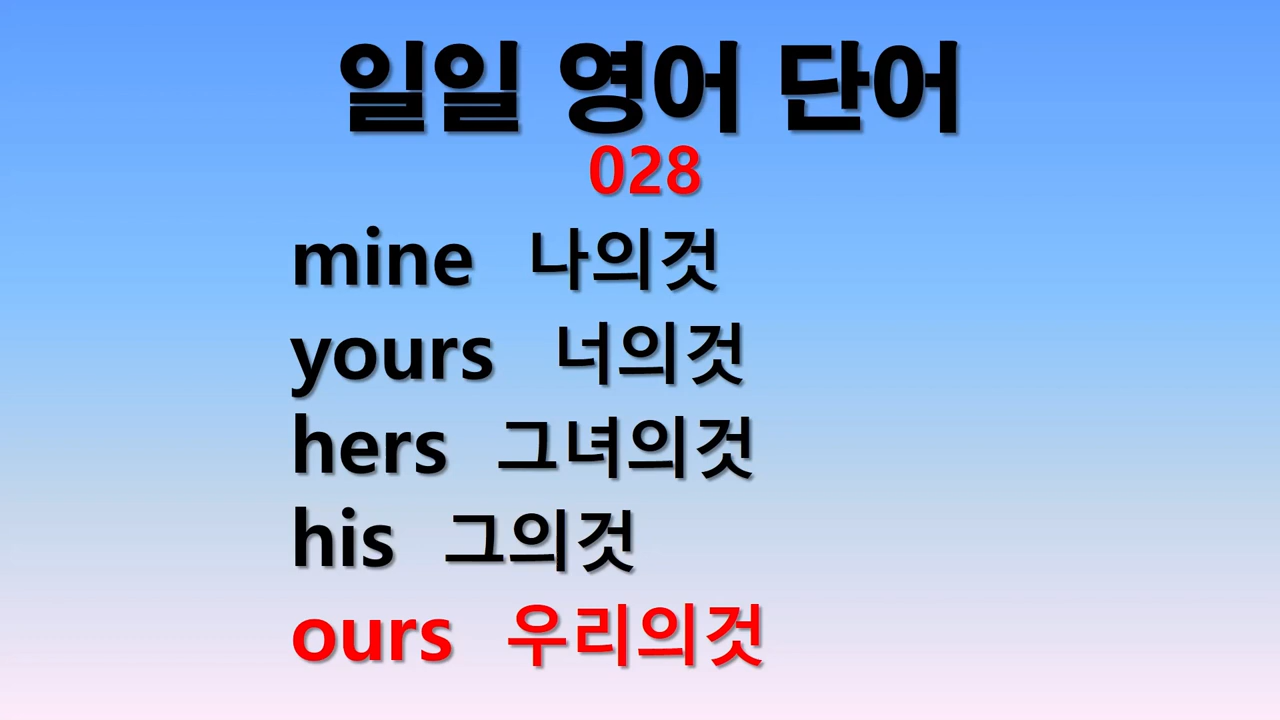 일일 영어 단어
028
mine 나의것
yours 너의것
hers 그녀의것
his 그의것
ours 우리의것